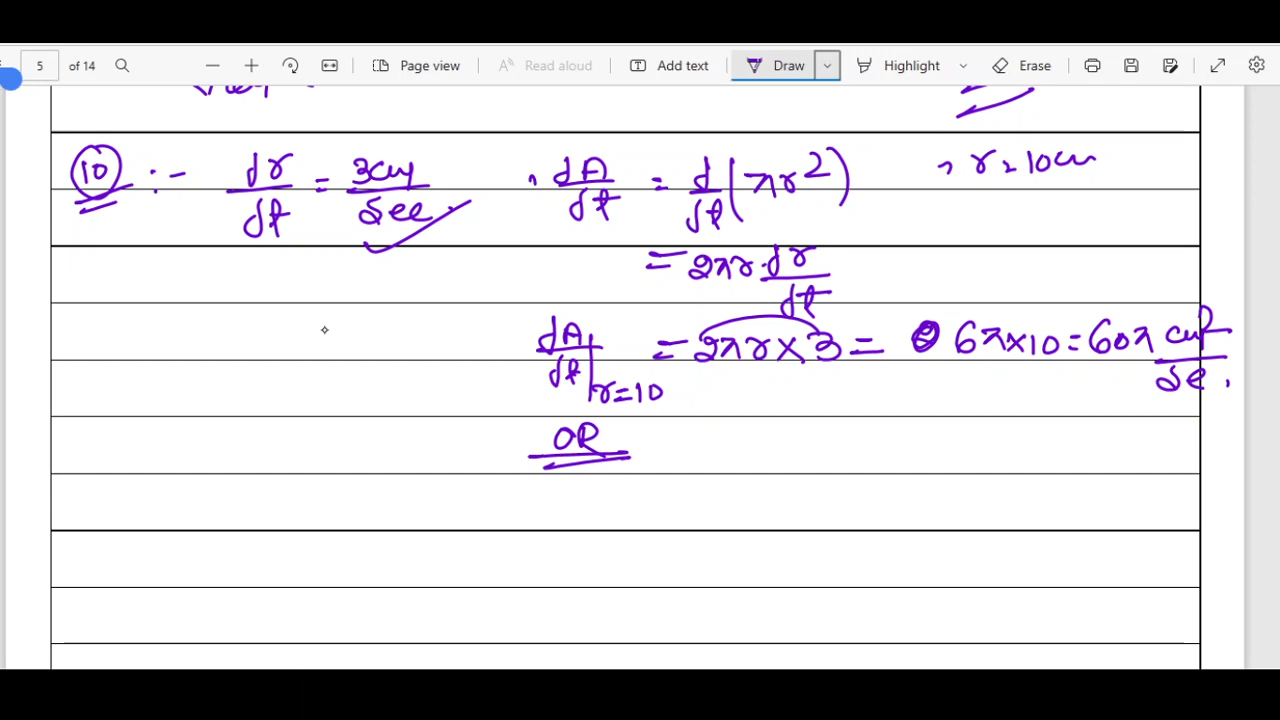 5 of 14 Page view Read aloud Add text Draw Highlight Erase
(10) :- dr/dt = 3cm/sec , dA/dt = d/dt (πr²) , r = 10cm
= 2πr · dr/dt
dA/dt|r=10 = 2πr × 3 = 6π×10 = 60π cm²/se.
OR